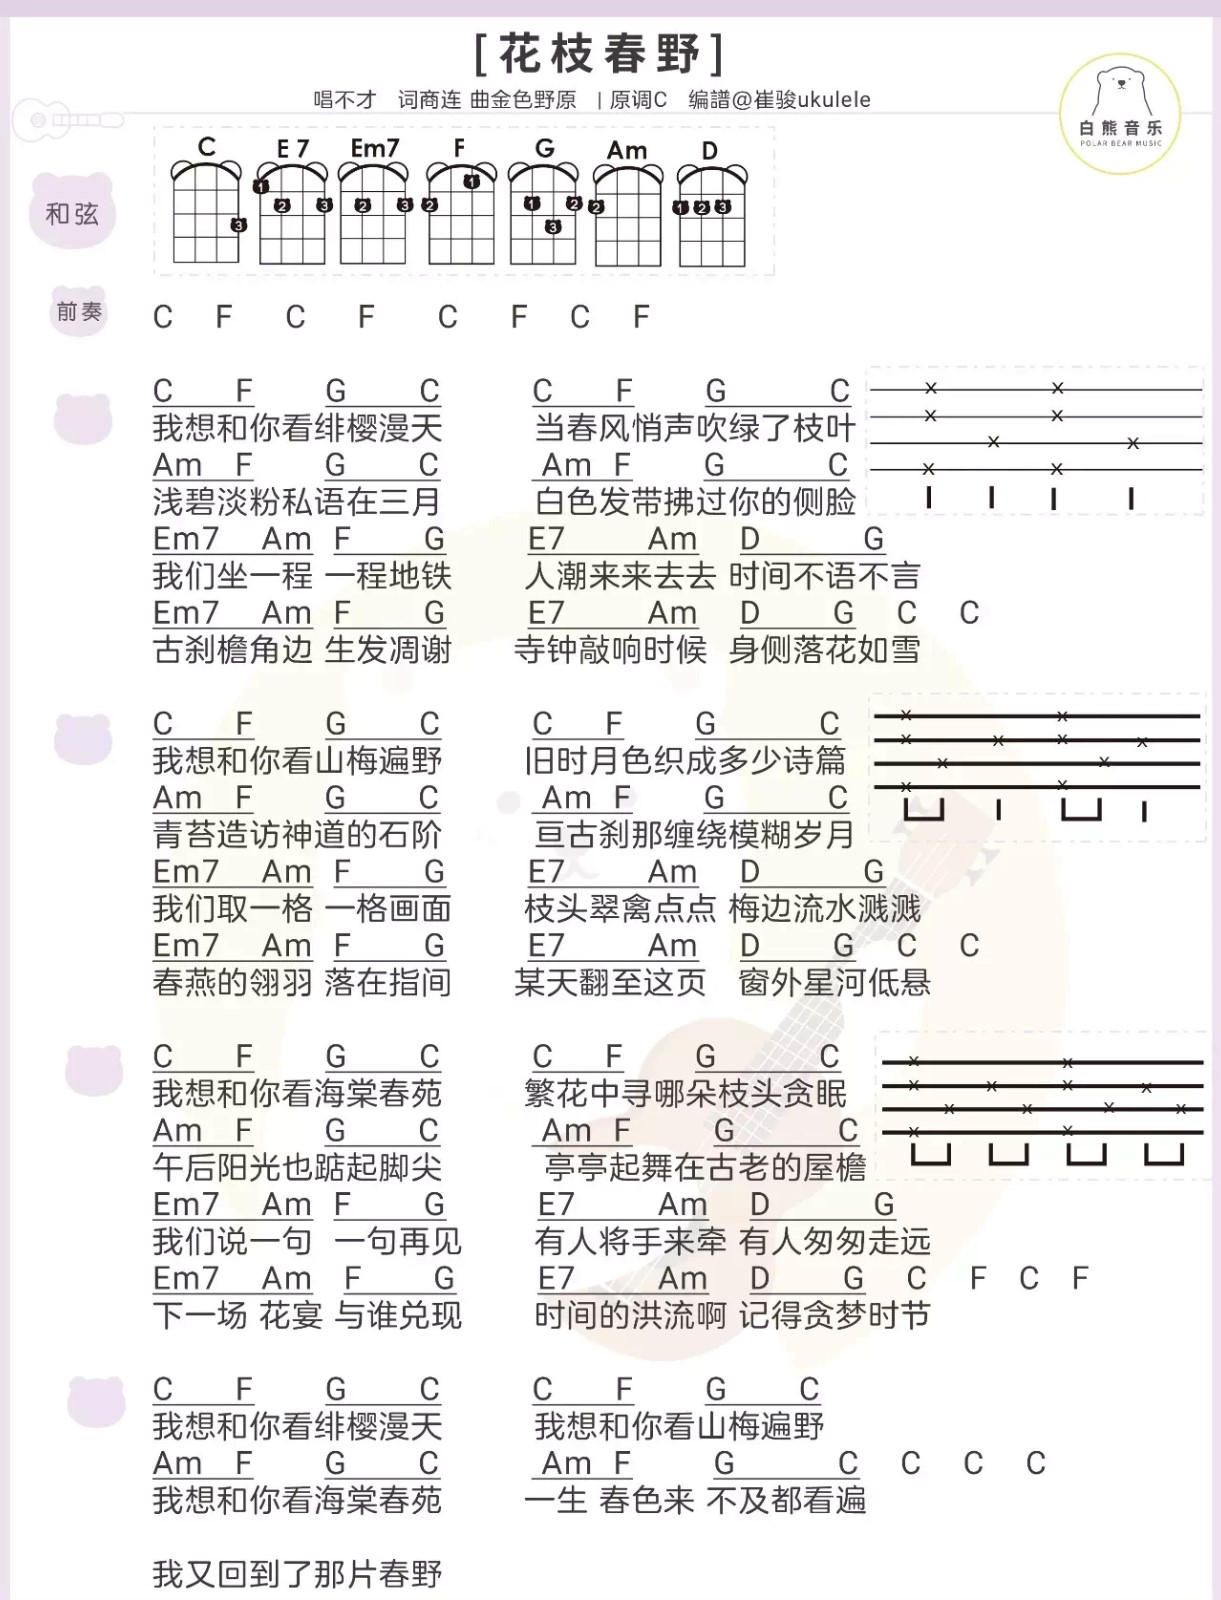 [花枝春野]
唱不才 词商连 曲金色野原 | 原调C 编譜@崔骏ukulele
白熊音乐
POLAR BEAR MUSIC
C E7 Em7 F G Am D
和弦
1 2 3 2 3 1 2 1 2 3 2 1 2 3
3
前奏
C F C F C F C F
C F G C C F G C
我想和你看绯樱漫天 当春风悄声吹绿了枝叶
Am F G C Am F G C
浅碧淡粉私语在三月 白色发带拂过你的侧脸
Em7 Am F G E7 Am D G
我们坐一程 一程地铁 人潮来来去去 时间不语不言
Em7 Am F G E7 Am D G C C
古刹檐角边 生发凋谢 寺钟敲响时候 身侧落花如雪
C F G C C F G C
我想和你看山梅遍野 旧时月色织成多少诗篇
Am F G C Am F G C
青苔造访神道的石阶 亘古刹那缠绕模糊岁月
Em7 Am F G E7 Am D G
我们取一格 一格画面 枝头翠禽点点 梅边流水溅溅
Em7 Am F G E7 Am D G C C
春燕的翎羽 落在指间 某天翻至这页 窗外星河低悬
C F G C C F G C
我想和你看海棠春苑 繁花中寻哪朵枝头贪眠
Am F G C Am F G C
午后阳光也踮起脚尖 亭亭起舞在古老的屋檐
Em7 Am F G E7 Am D G
我们说一句 一句再见 有人将手来牵 有人匆匆走远
Em7 Am F G E7 Am D G C F C F
下一场 花宴 与谁兑现 时间的洪流啊 记得贪梦时节
C F G C C F G C
我想和你看绯樱漫天 我想和你看山梅遍野
Am F G C Am F G C C C C
我想和你看海棠春苑 一生 春色来 不及都看遍
我又回到了那片春野